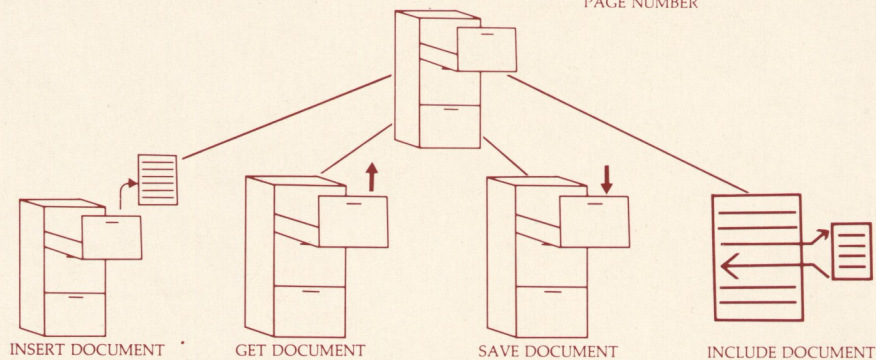 PAGE NUMBER
INSERT DOCUMENT
GET DOCUMENT
SAVE DOCUMENT
INCLUDE DOCUMENT